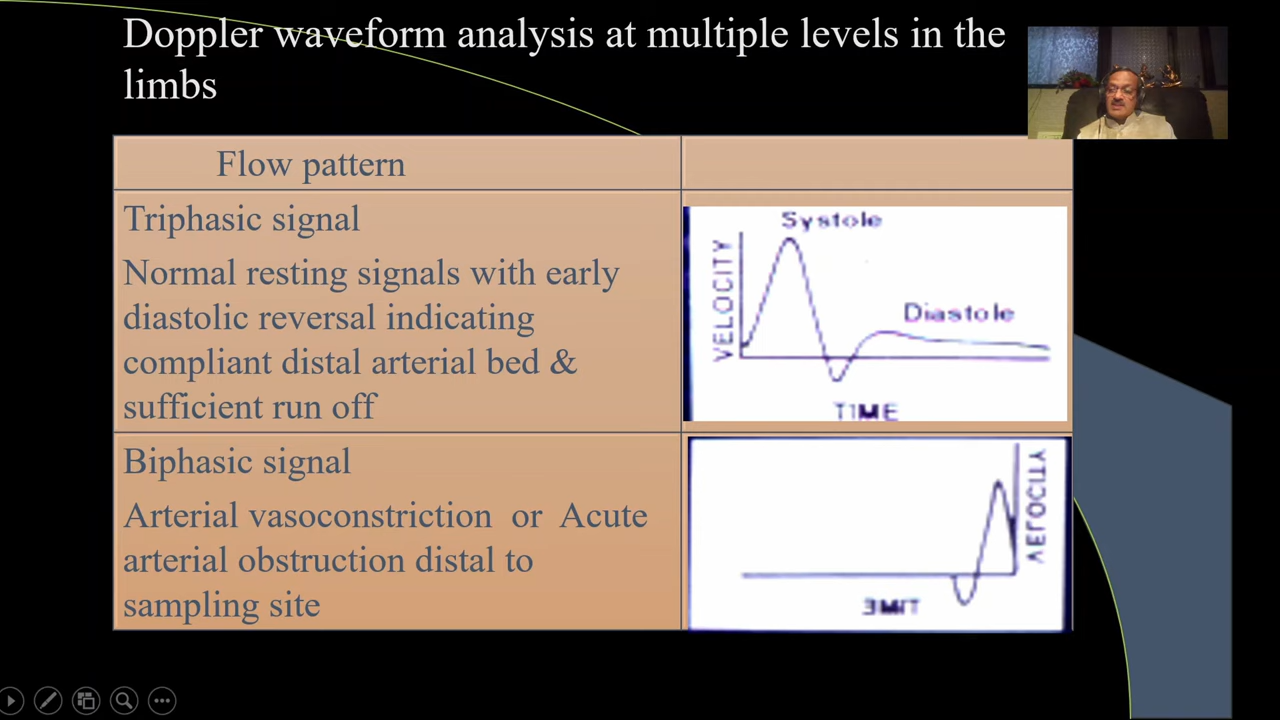 Doppler waveform analysis at multiple levels in the
limbs
Flow pattern
Triphasic signal
Normal resting signals with early
diastolic reversal indicating
compliant distal arterial bed &
sufficient run off
Systole
VELOCITY
Diastole
TIME
Biphasic signal
Arterial vasoconstriction or Acute
arterial obstruction distal to
sampling site
VELOCITY
TIME